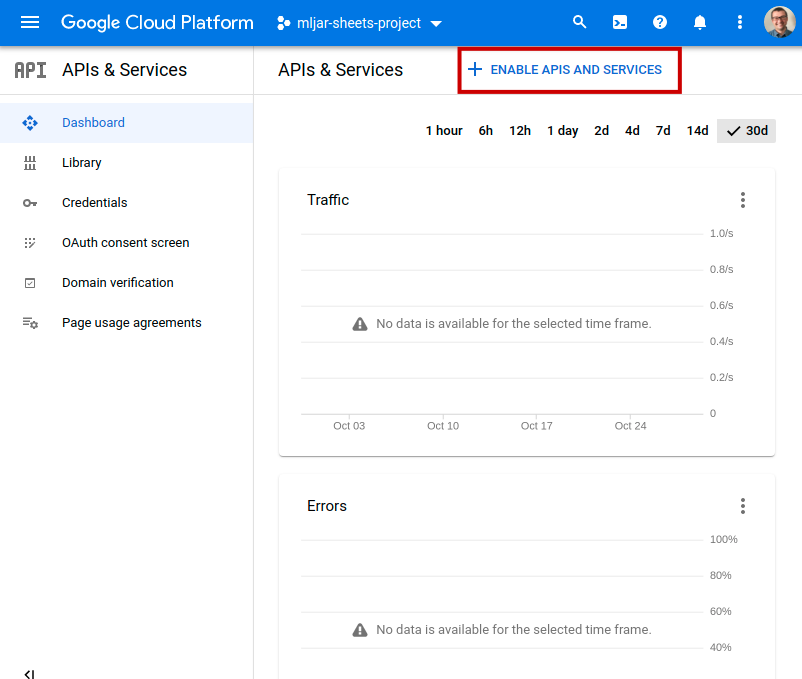 Google Cloud Platform mljar-sheets-project
API APIs & Services
Dashboard
Library
Credentials
OAuth consent screen
Domain verification
Page usage agreements
APIs & Services + ENABLE APIS AND SERVICES
1 hour 6h 12h 1 day 2d 4d 7d 14d 30d
Traffic
1.0/s
0.8/s
0.6/s
No data is available for the selected time frame.
0.4/s
0.2/s
0
Oct 03 Oct 10 Oct 17 Oct 24
Errors
100%
80%
60%
No data is available for the selected time frame.
40%